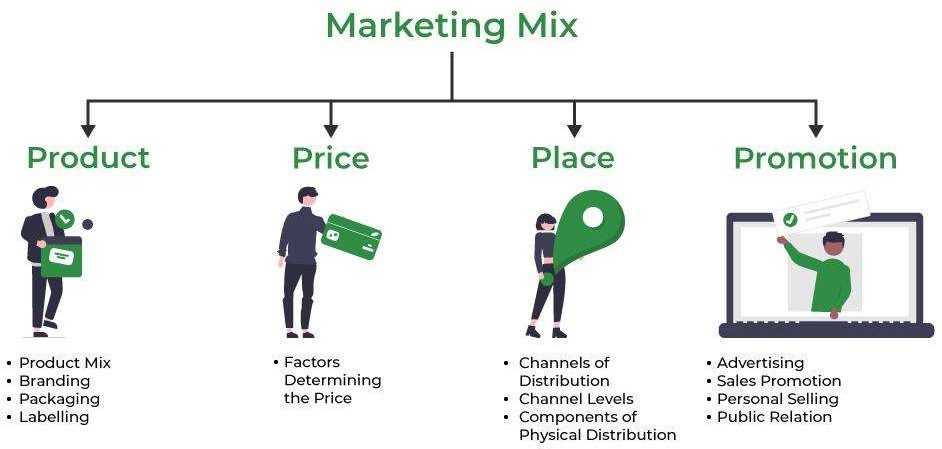 Marketing Mix
Product
Price
Place
Promotion
• Product Mix
• Branding
• Packaging
• Labelling
• Factors
Determining
the Price
• Channels of
Distribution
• Channel Levels
• Components of
Physical Distribution
• Advertising
• Sales Promotion
• Personal Selling
• Public Relation